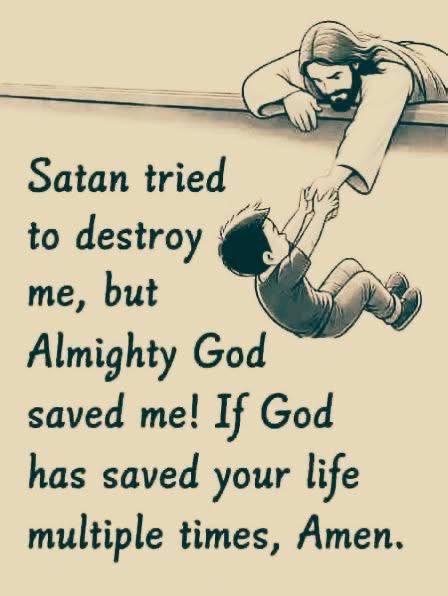 Satan tried
to destroy
me, but
Almighty God
saved me! If God
has saved your life
multiple times, Amen.